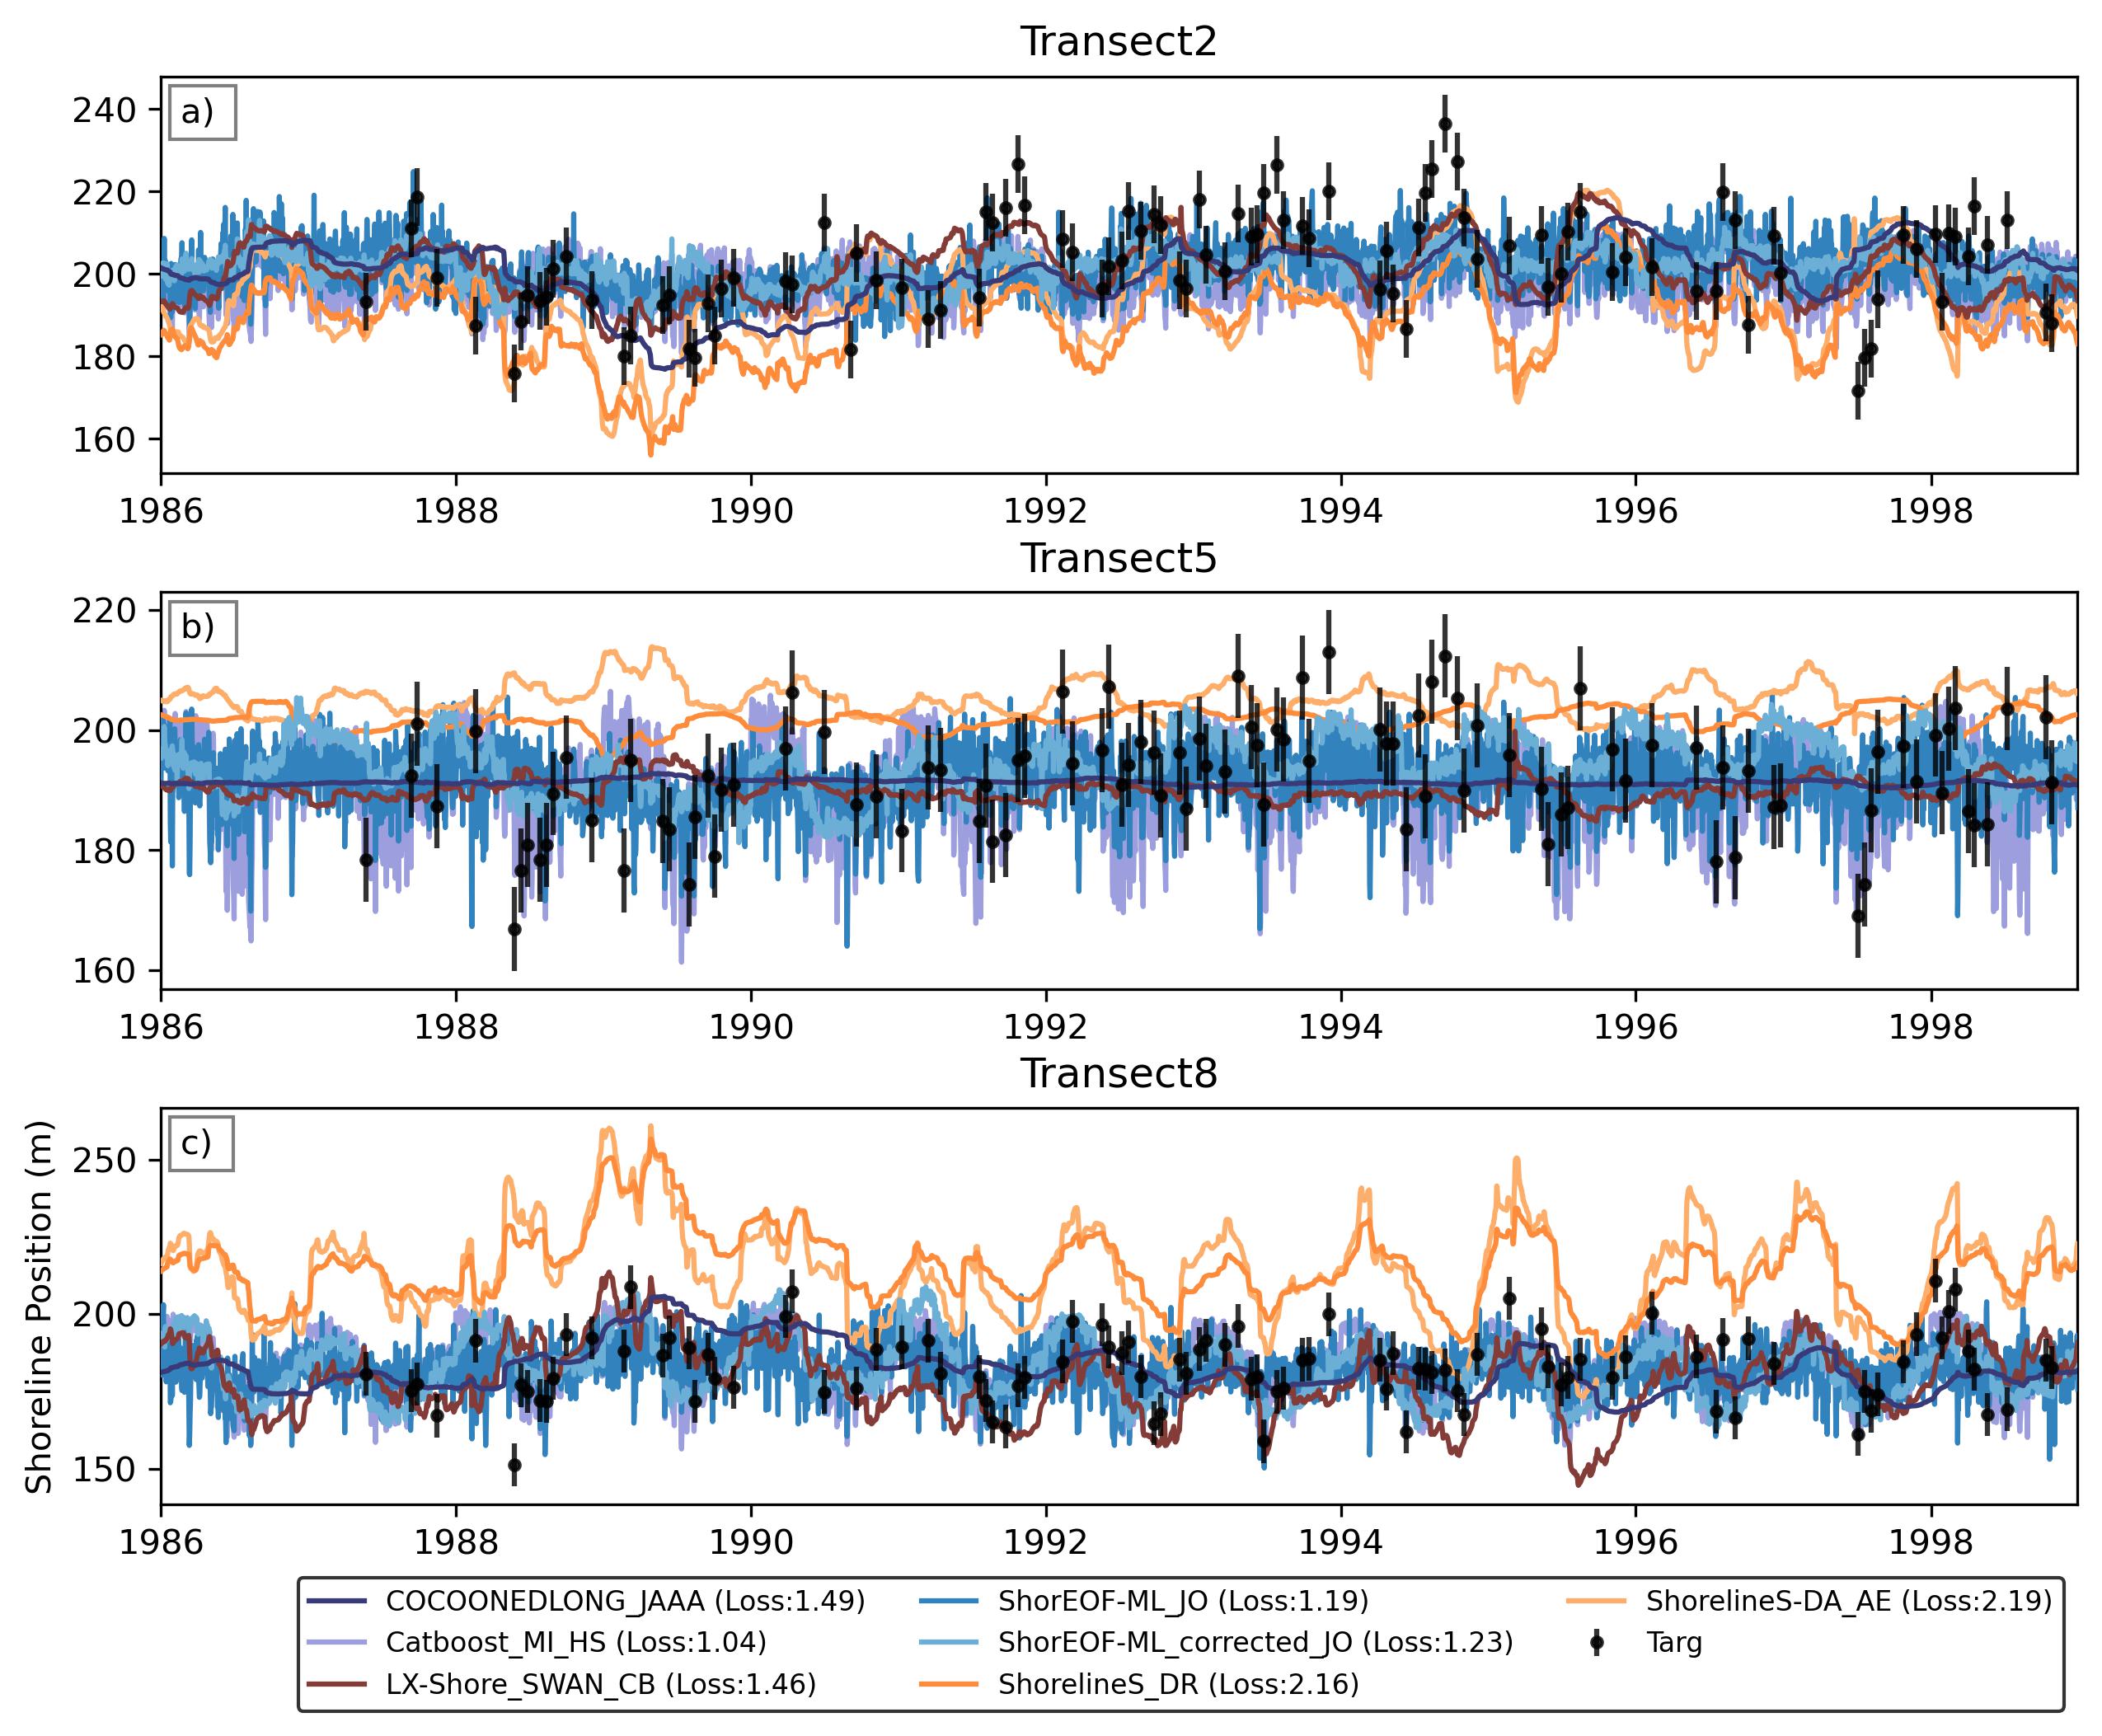 Transect2
a)
240
220
200
180
160
1986 1988 1990 1992 1994 1996 1998
Transect5
b)
220
200
180
160
1986 1988 1990 1992 1994 1996 1998
Transect8
c)
Shoreline Position (m)
250
200
150
1986 1988 1990 1992 1994 1996 1998
COCOONEDLONG_JAAA (Loss:1.49)
Catboost_MI_HS (Loss:1.04)
LX-Shore_SWAN_CB (Loss:1.46)
ShorEOF-ML_JO (Loss:1.19)
ShorEOF-ML_corrected_JO (Loss:1.23)
ShorelineS_DR (Loss:2.16)
ShorelineS-DA_AE (Loss:2.19)
Targ